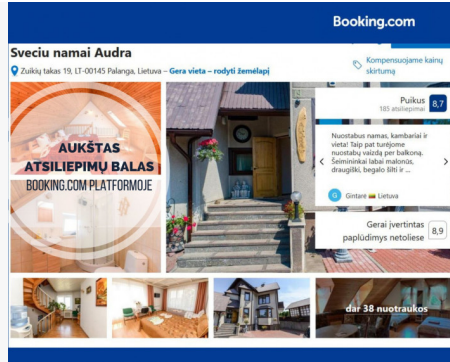 Booking.com
Sveciu namai Audra
Zuikių takas 19, LT-00145 Palanga, Lietuva – Gera vieta – rodyti žemėlapį
Kompensuojame kainų
skirtumą
AUKŠTAS
ATSILIEPIMŲ BALAS
BOOKING.COM PLATFORMOJE
Puikus
185 atsiliepimai
8,7
Nuostabus namas, kambariai ir
vieta! Taip pat turėjome
nuostabų vaizdą per balkoną.
Šeimininkai labai malonūs,
draugiški, begalo šilti ir ...
G Gintarė Lietuva
Gerai įvertintas
paplūdimys netoliese
8,9
dar 38 nuotraukos